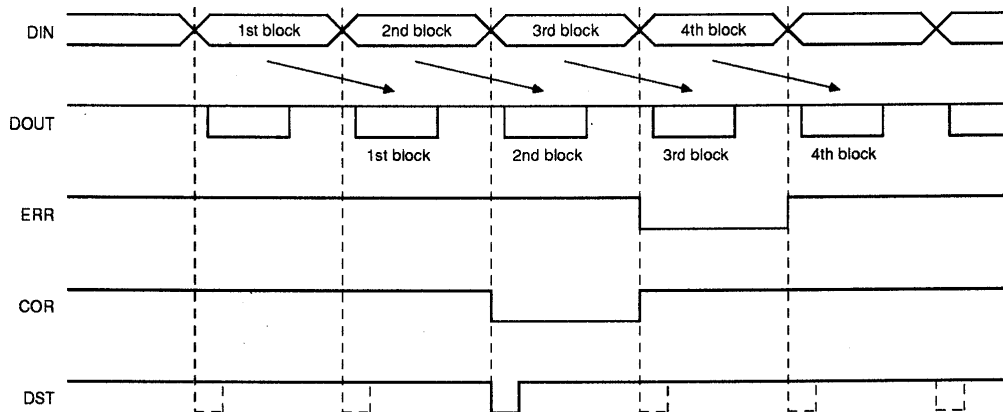 DIN 1st block 2nd block 3rd block 4th block
DOUT
1st block 2nd block 3rd block 4th block
ERR
COR
DST